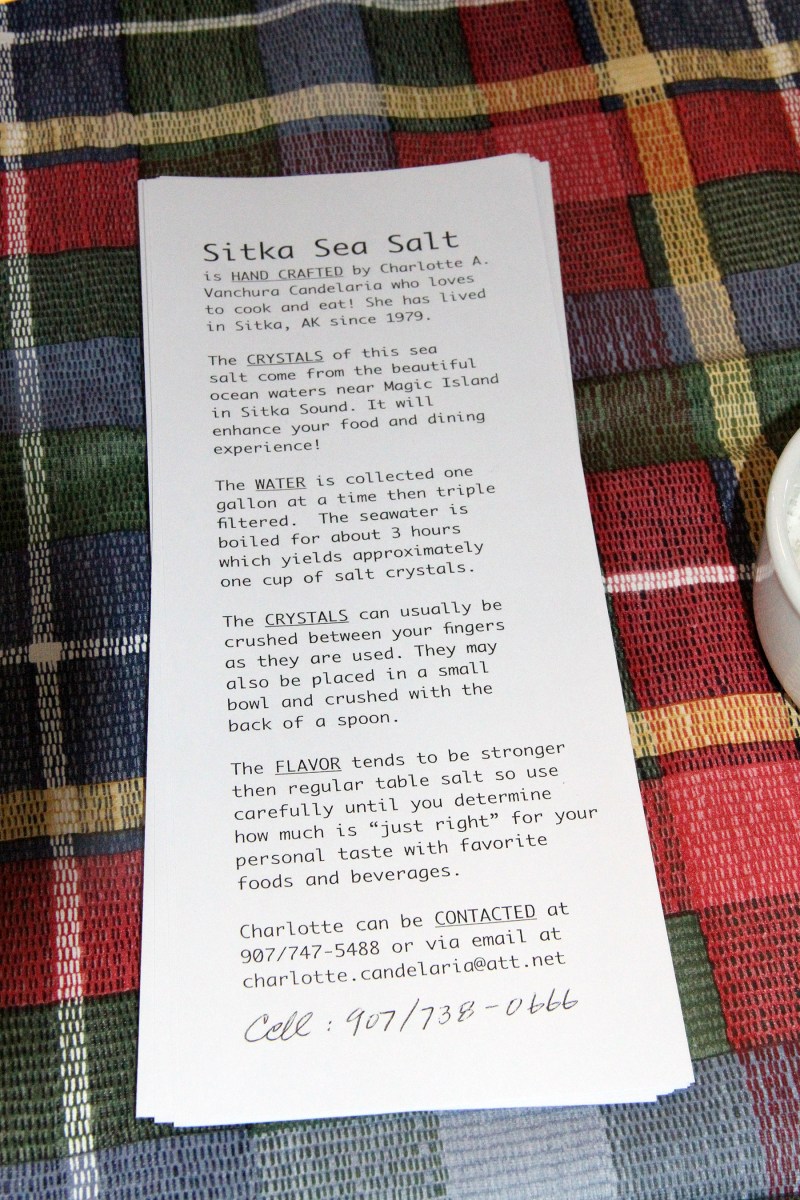 Sitka Sea Salt
is HAND CRAFTED by Charlotte A.
Vanchura Candelaria who loves
to cook and eat! She has lived
in Sitka, AK since 1979.
The CRYSTALS of this sea
salt come from the beautiful
ocean waters near Magic Island
in Sitka Sound. It will
enhance your food and dining
experience!
The WATER is collected one
gallon at a time then triple
filtered.  The seawater is
boiled for about 3 hours
which yields approximately
one cup of salt crystals.
The CRYSTALS can usually be
crushed between your fingers
as they are used. They may
also be placed in a small
bowl and crushed with the
back of a spoon.
The FLAVOR tends to be stronger
then regular table salt so use
carefully until you determine
how much is “just right” for your
personal taste with favorite
foods and beverages.
Charlotte can be CONTACTED at
907/747-5488 or via email at
charlotte.candelaria@att.net
Cell : 907/738-0666